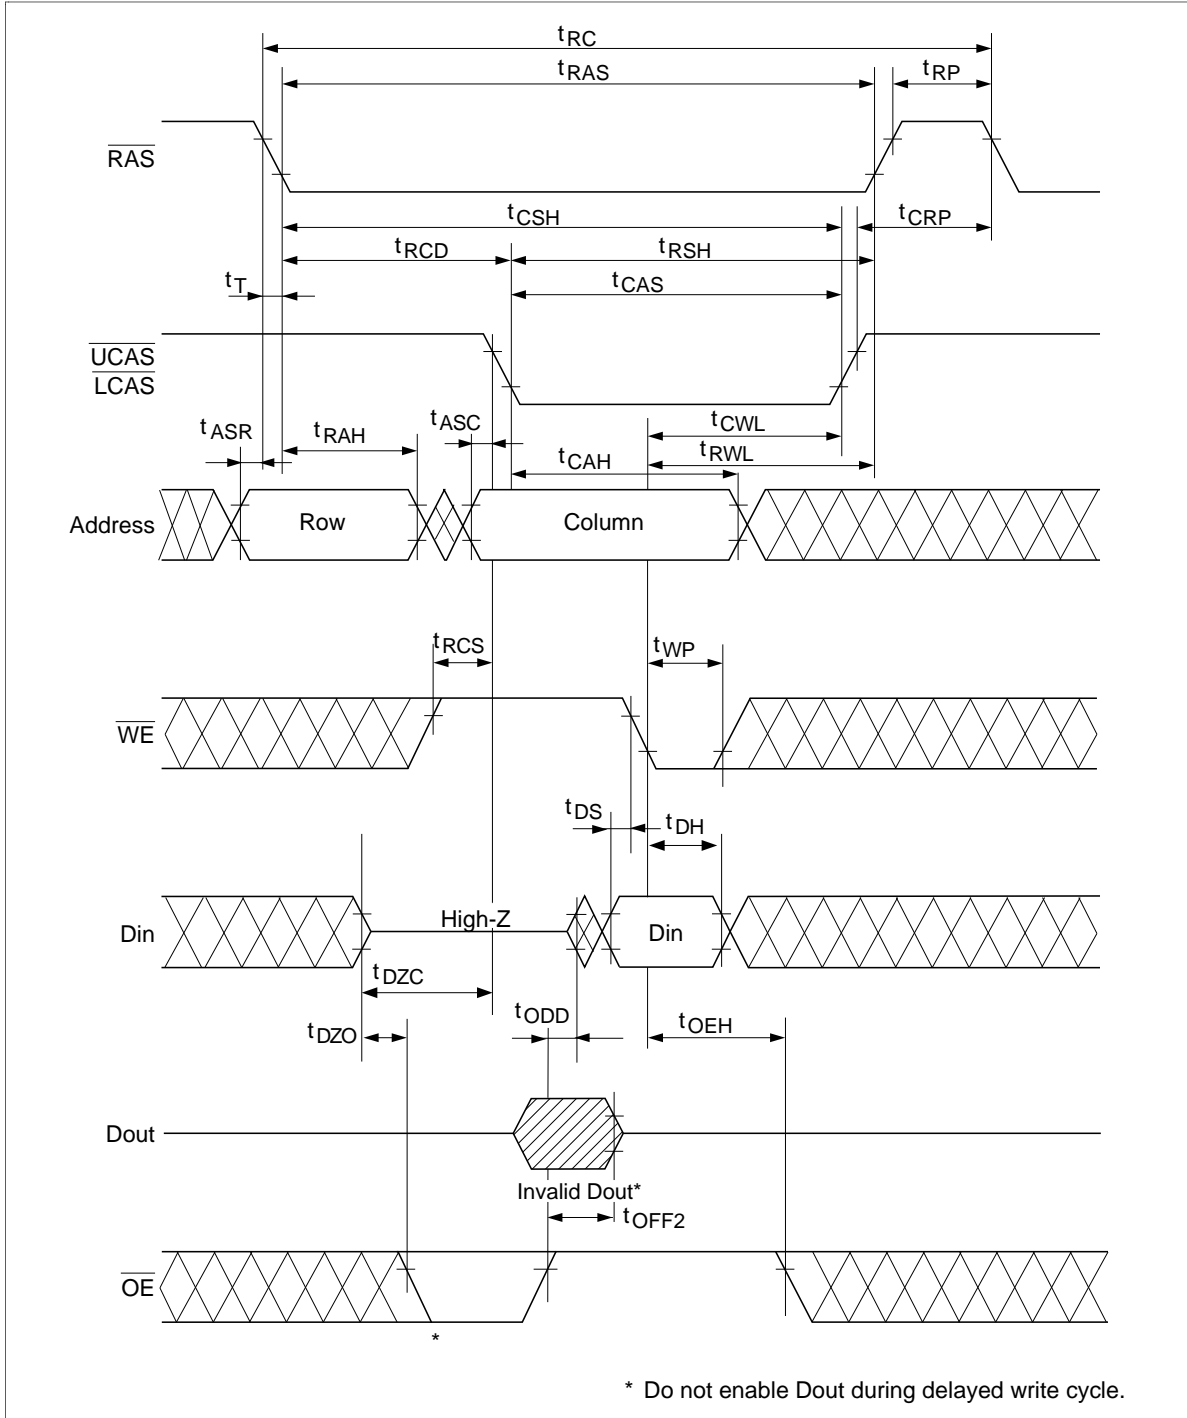 tRC
tRAS
tRP
RAS
tCSH
tCRP
tRCD
tRSH
tT
tCAS
UCAS
LCAS
tASR
tRAH
tASC
tCWL
tCAH
tRWL
Address
Row
Column
tRCS
tWP
WE
tDS
tDH
Din
High-Z
Din
tDZC
tODD
tDZO
tOEH
Dout
Invalid Dout*
tOFF2
OE
*
* Do not enable Dout during delayed write cycle.